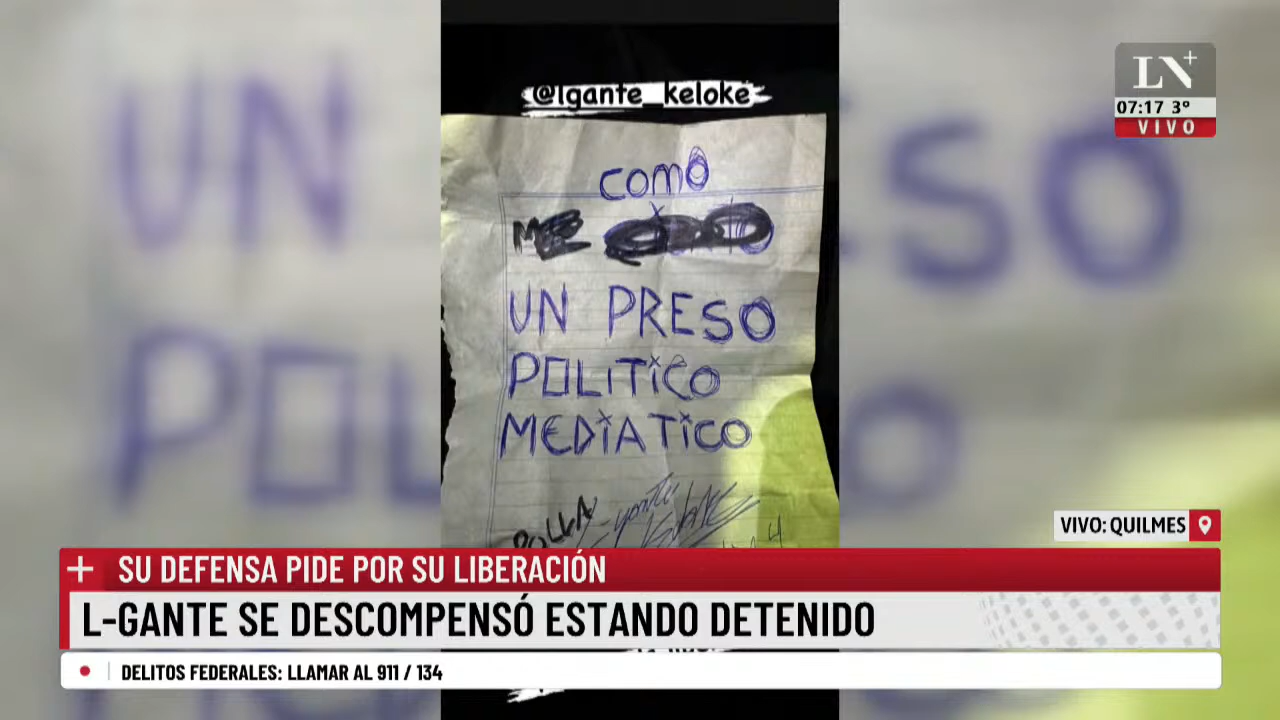 @lgante_keloke
LN+
07:17 3°
VIVO
COMO
ME
UN PRESO
POLITICO
MEDIATICO
VIVO: QUILMES
+ SU DEFENSA PIDE POR SU LIBERACIÓN
L-GANTE SE DESCOMPENSÓ ESTANDO DETENIDO
DELITOS FEDERALES: LLAMAR AL 911 / 134